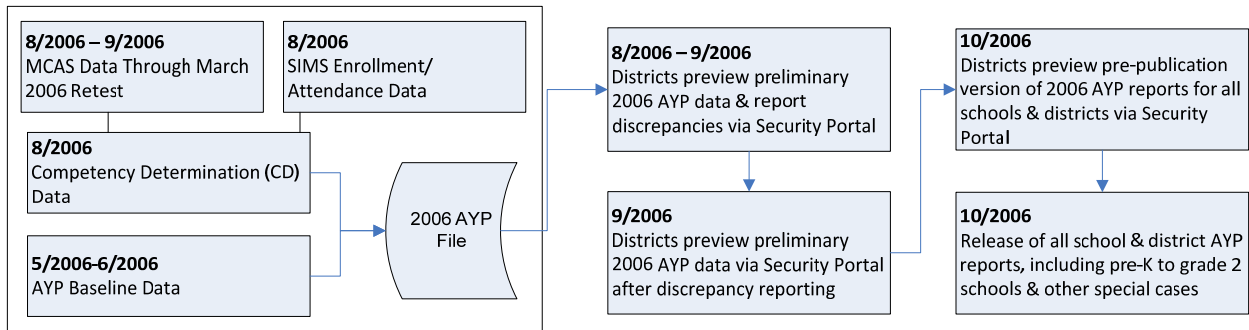 8/2006 – 9/2006
MCAS Data Through March
2006 Retest
8/2006
SIMS Enrollment/
Attendance Data
8/2006
Competency Determination (CD)
Data
5/2006-6/2006
AYP Baseline Data
2006 AYP
File
8/2006 – 9/2006
Districts preview preliminary
2006 AYP data & report
discrepancies via Security Portal
9/2006
Districts preview preliminary
2006 AYP data via Security Portal
after discrepancy reporting
10/2006
Districts preview pre-publication
version of 2006 AYP reports for all
schools & districts via Security
Portal
10/2006
Release of all school & district AYP
reports, including pre-K to grade 2
schools & other special cases